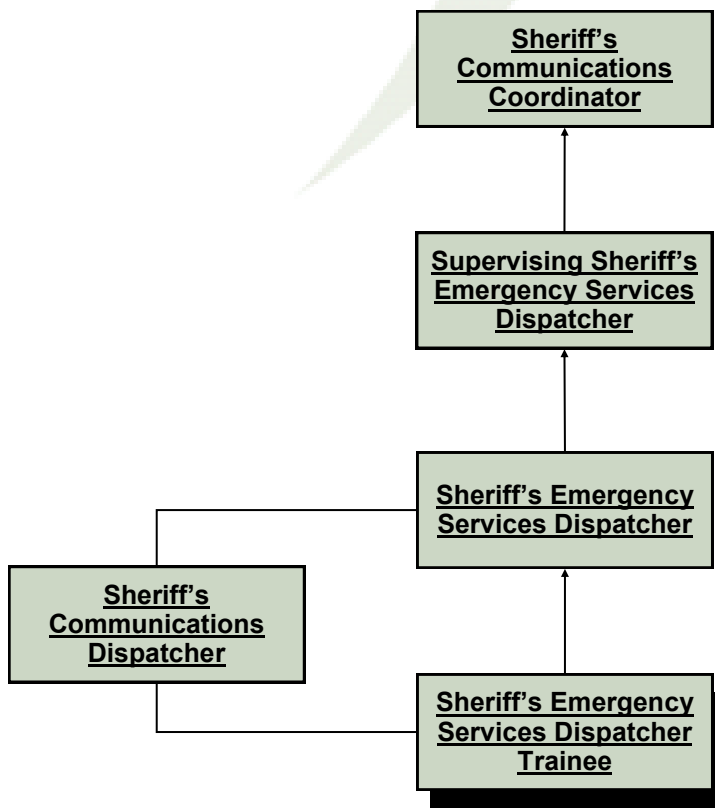 Sheriff’s
Communications
Coordinator
Supervising Sheriff’s
Emergency Services
Dispatcher
Sheriff’s Emergency
Services Dispatcher
Sheriff’s
Communications
Dispatcher
Sheriff’s Emergency
Services Dispatcher
Trainee